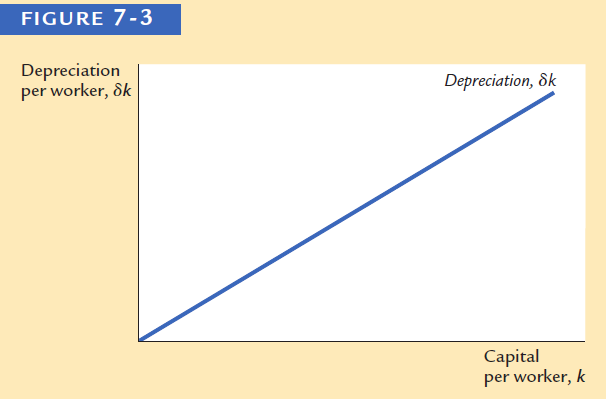 FIGURE 7-3
Depreciation
per worker, δk
Depreciation, δk
Capital
per worker, k